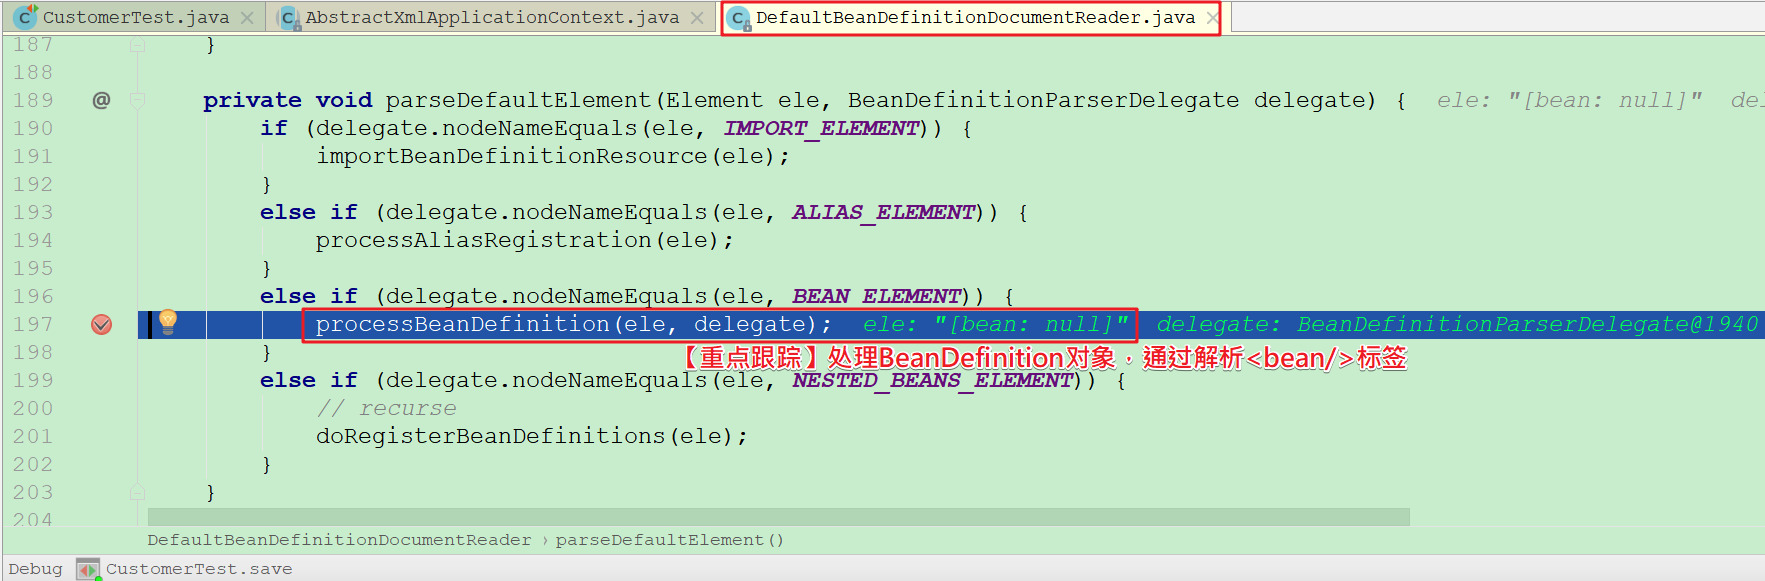 CustomerTest.java AbstractXmlApplicationContext.java DefaultBeanDefinitionDocumentReader.java
187 }
188
189 @ private void parseDefaultElement(Element ele, BeanDefinitionParserDelegate delegate) { ele: "[bean: null]" del
190 if (delegate.nodeNameEquals(ele, IMPORT_ELEMENT)) {
191 importBeanDefinitionResource(ele);
192 }
193 else if (delegate.nodeNameEquals(ele, ALIAS_ELEMENT)) {
194 processAliasRegistration(ele);
195 }
196 else if (delegate.nodeNameEquals(ele, BEAN_ELEMENT)) {
197 processBeanDefinition(ele, delegate); ele: "[bean: null]" delegate: BeanDefinitionParserDelegate@1940
198 }
【重点跟踪】处理BeanDefinition对象，通过解析<bean/>标签
199 else if (delegate.nodeNameEquals(ele, NESTED_BEANS_ELEMENT)) {
200 // recurse
201 doRegisterBeanDefinitions(ele);
202 }
203 }
204
DefaultBeanDefinitionDocumentReader › parseDefaultElement()
Debug CustomerTest.save